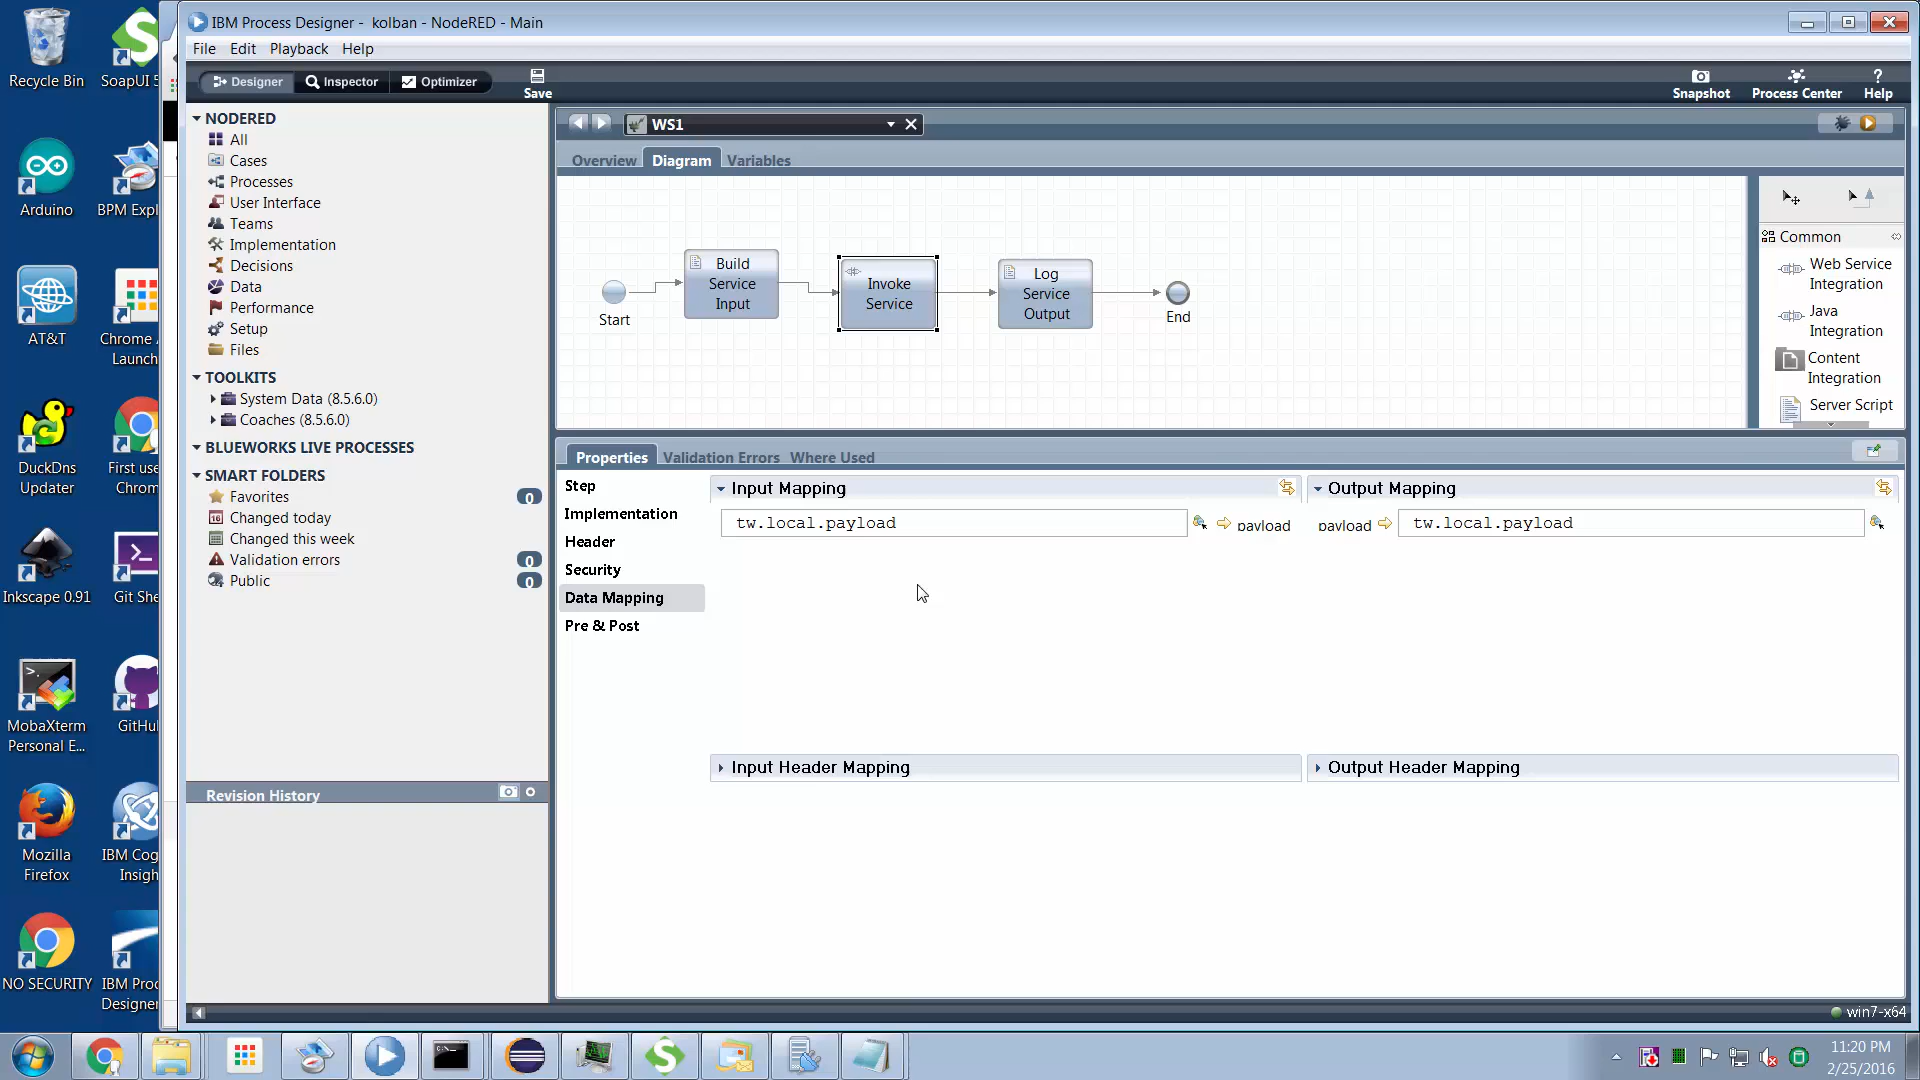 Recycle Bin
SoapUI 5
Arduino
BPM Expl
AT&T
Chrome A
Launch
DuckDns
Updater
First use
Chrom
Inkscape 0.91
Git She
MobaXterm
Personal E...
GitHub
Mozilla
Firefox
IBM Cog
Insigh
NO SECURITY
IBM Proc
Designer
IBM Process Designer - kolban - NodeRED - Main
File Edit Playback Help
Designer Inspector Optimizer
Save
Snapshot Process Center Help
NODERED
All
Cases
Processes
User Interface
Teams
Implementation
Decisions
Data
Performance
Setup
Files
TOOLKITS
System Data (8.5.6.0)
Coaches (8.5.6.0)
BLUEWORKS LIVE PROCESSES
SMART FOLDERS
Favorites 0
Changed today
Changed this week
Validation errors 0
Public 0
Revision History
WS1
Overview Diagram Variables
Start
Build
Service
Input
Invoke
Service
Log
Service
Output
End
Common
Web Service
Integration
Java
Integration
Content
Integration
Server Script
Properties Validation Errors Where Used
Step
Implementation
Header
Security
Data Mapping
Pre & Post
Input Mapping
tw.local.payload payload
Output Mapping
payload tw.local.payload
Input Header Mapping
Output Header Mapping
win7-x64
11:20 PM
2/25/2016